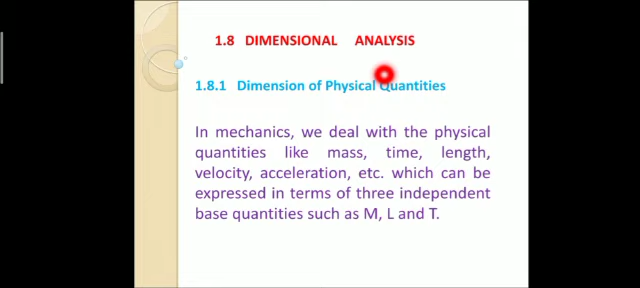 1.8 DIMENSIONAL ANALYSIS
1.8.1 Dimension of Physical Quantities
In mechanics, we deal with the physical
quantities like mass, time, length,
velocity, acceleration, etc. which can be
expressed in terms of three independent
base quantities such as M, L and T.